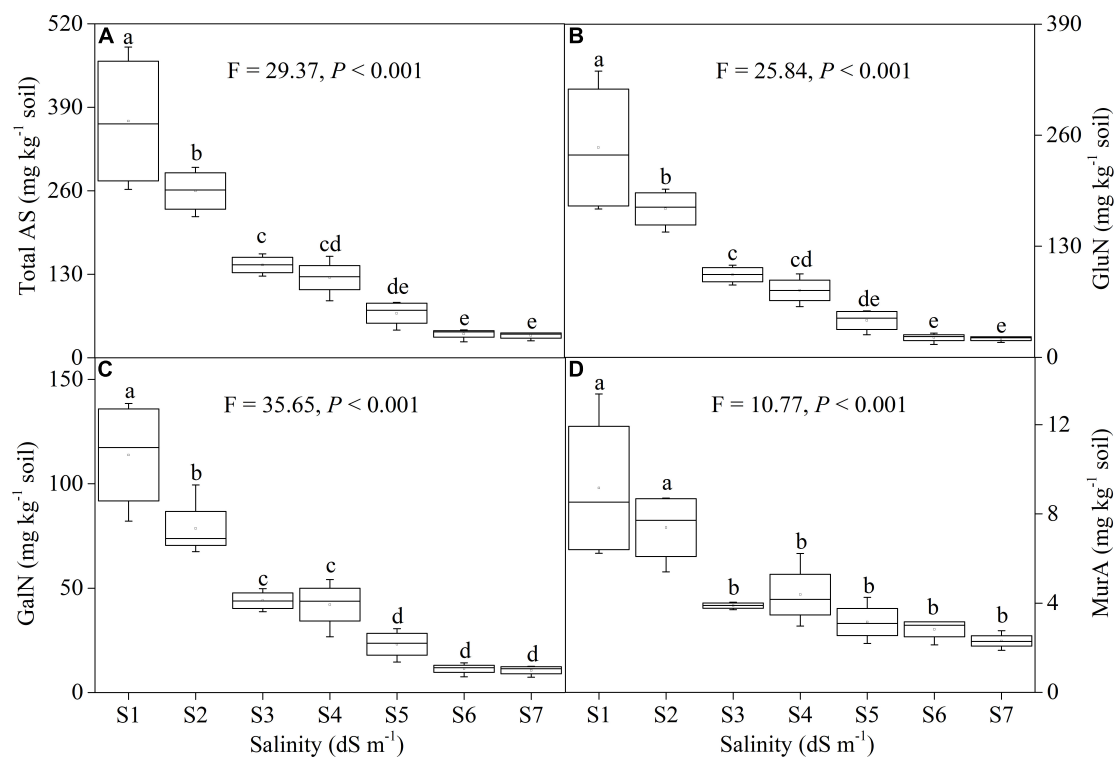 A
F = 29.37, P < 0.001
a
b
c
cd
de
e
e
Total AS (mg kg⁻¹ soil)
520
390
260
130
0
B
F = 25.84, P < 0.001
a
b
c
cd
de
e
e
390
260
130
0
GluN (mg kg⁻¹ soil)
C
F = 35.65, P < 0.001
a
b
c
c
d
d
d
GalN (mg kg⁻¹ soil)
150
100
50
0
S1 S2 S3 S4 S5 S6 S7
Salinity (dS m⁻¹)
D
F = 10.77, P < 0.001
a
a
b
b
b
b
b
12
8
4
0
MurA (mg kg⁻¹ soil)
S1 S2 S3 S4 S5 S6 S7
Salinity (dS m⁻¹)